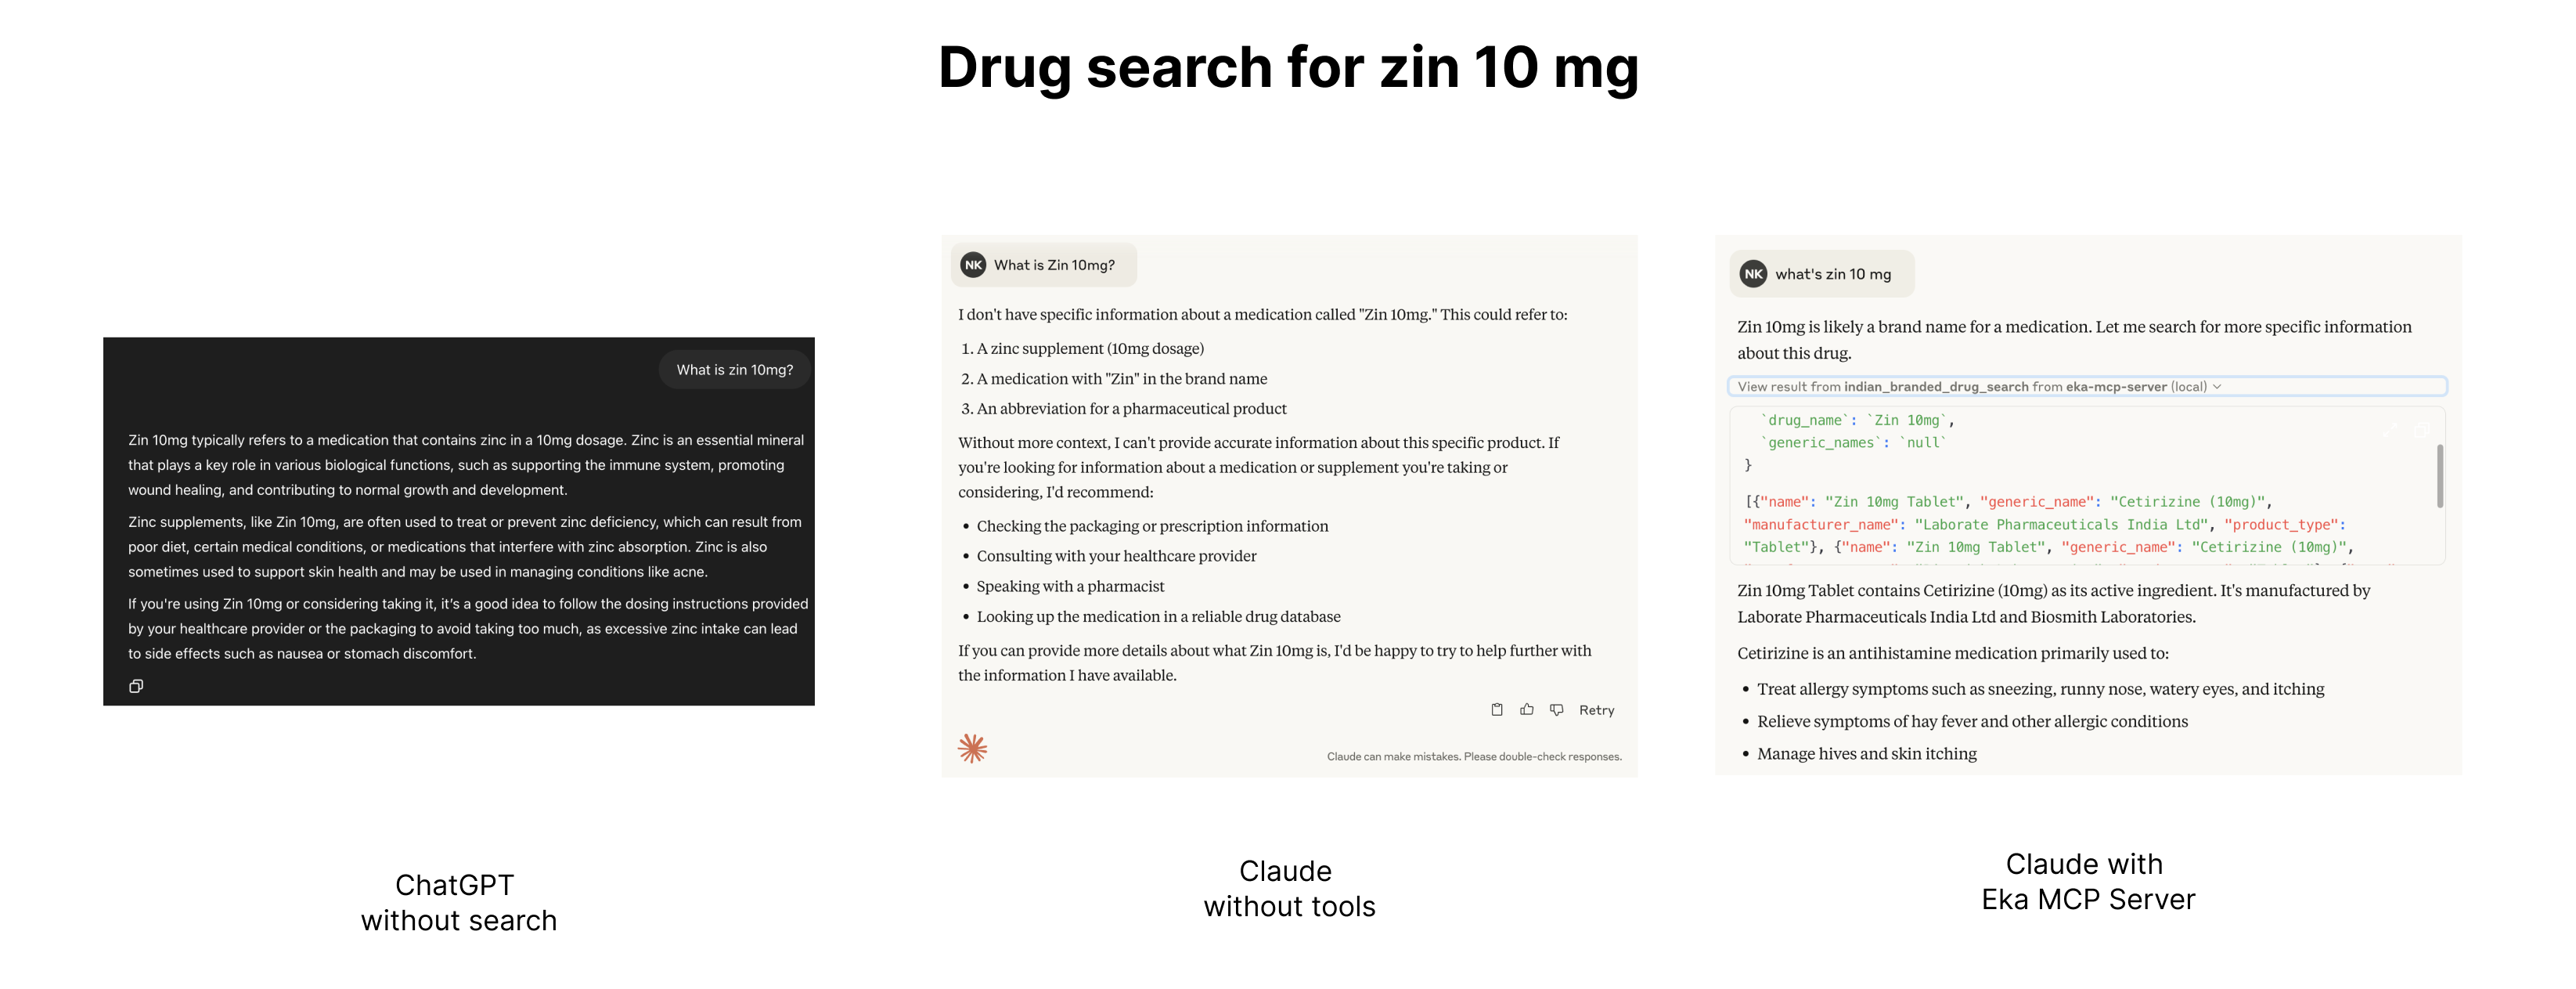 Drug search for zin 10 mg
What is zin 10mg?
Zin 10mg typically refers to a medication that contains zinc in a 10mg dosage. Zinc is an essential mineral
that plays a key role in various biological functions, such as supporting the immune system, promoting
wound healing, and contributing to normal growth and development.
Zinc supplements, like Zin 10mg, are often used to treat or prevent zinc deficiency, which can result from
poor diet, certain medical conditions, or medications that interfere with zinc absorption. Zinc is also
sometimes used to support skin health and may be used in managing conditions like acne.
If you're using Zin 10mg or considering taking it, it's a good idea to follow the dosing instructions provided
by your healthcare provider or the packaging to avoid taking too much, as excessive zinc intake can lead
to side effects such as nausea or stomach discomfort.
ChatGPT
without search
NK What is Zin 10mg?
I don't have specific information about a medication called "Zin 10mg." This could refer to:
1. A zinc supplement (10mg dosage)
2. A medication with "Zin" in the brand name
3. An abbreviation for a pharmaceutical product
Without more context, I can't provide accurate information about this specific product. If
you're looking for information about a medication or supplement you're taking or
considering, I'd recommend:
• Checking the packaging or prescription information
• Consulting with your healthcare provider
• Speaking with a pharmacist
• Looking up the medication in a reliable drug database
If you can provide more details about what Zin 10mg is, I'd be happy to try to help further with
the information I have available.
Retry
Claude can make mistakes. Please double-check responses.
Claude
without tools
NK what's zin 10 mg
Zin 10mg is likely a brand name for a medication. Let me search for more specific information
about this drug.
View result from indian_branded_drug_search from eka-mcp-server (local)
`drug_name`: `Zin 10mg`,
`generic_names`: `null`
}
[{"name": "Zin 10mg Tablet", "generic_name": "Cetirizine (10mg)",
"manufacturer_name": "Laborate Pharmaceuticals India Ltd", "product_type":
"Tablet"}, {"name": "Zin 10mg Tablet", "generic_name": "Cetirizine (10mg)",
Zin 10mg Tablet contains Cetirizine (10mg) as its active ingredient. It's manufactured by
Laborate Pharmaceuticals India Ltd and Biosmith Laboratories.
Cetirizine is an antihistamine medication primarily used to:
• Treat allergy symptoms such as sneezing, runny nose, watery eyes, and itching
• Relieve symptoms of hay fever and other allergic conditions
• Manage hives and skin itching
Claude with
Eka MCP Server